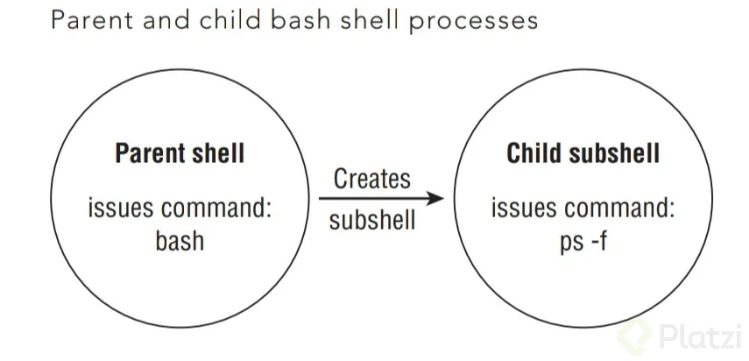 Parent and child bash shell processes
Parent shell
issues command:
bash
Creates
subshell
Child subshell
issues command:
ps -f
Platzi